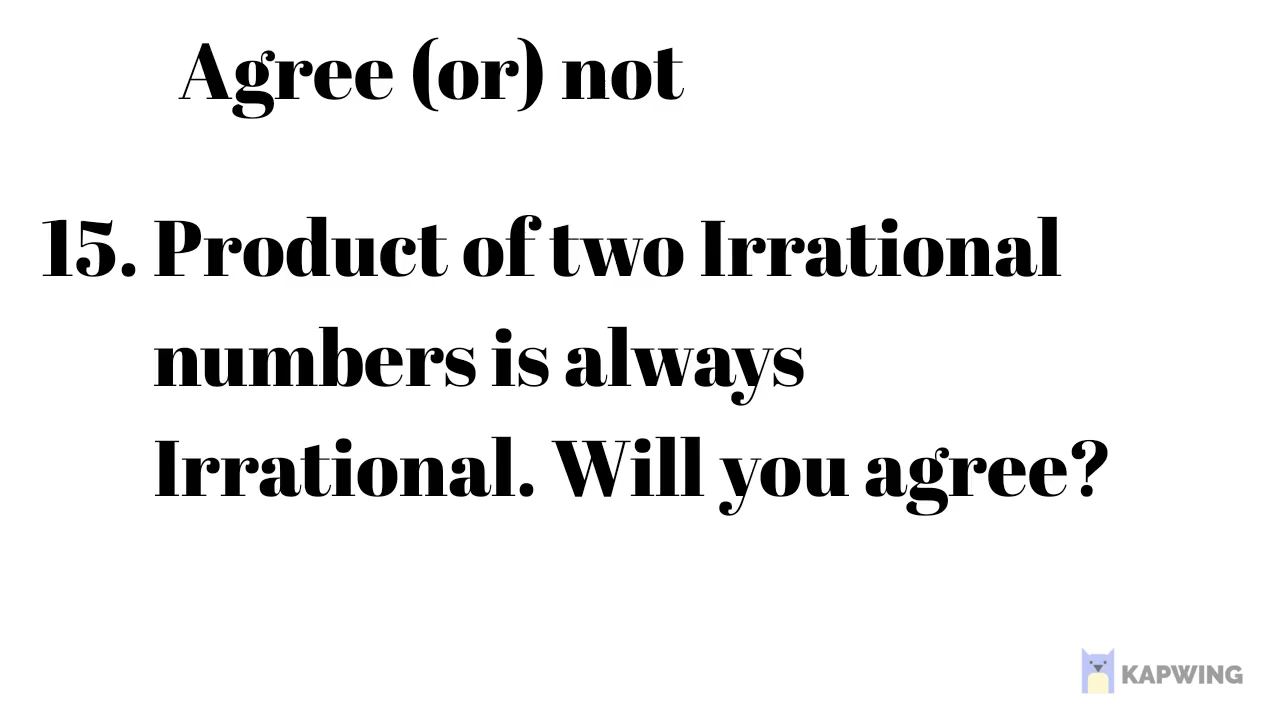 Agree (or) not
15. Product of two Irrational
numbers is always
Irrational. Will you agree?
KAPWING